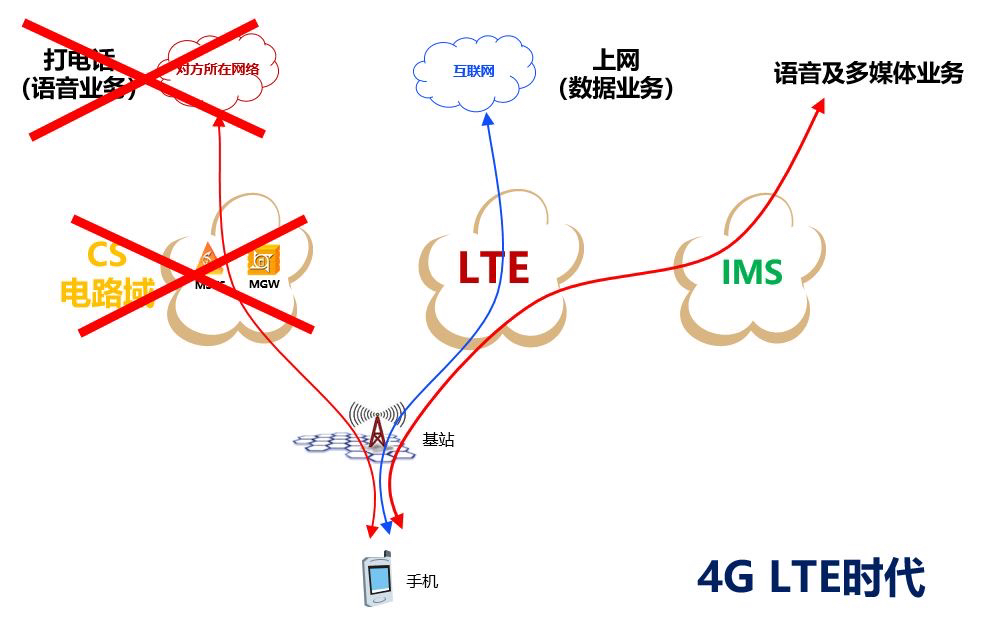 打电话
(语音业务)
对方所在网络
互联网
上网
(数据业务)
语音及多媒体业务
CS
电路域
MGW
LTE
IMS
基站
手机
4G LTE时代